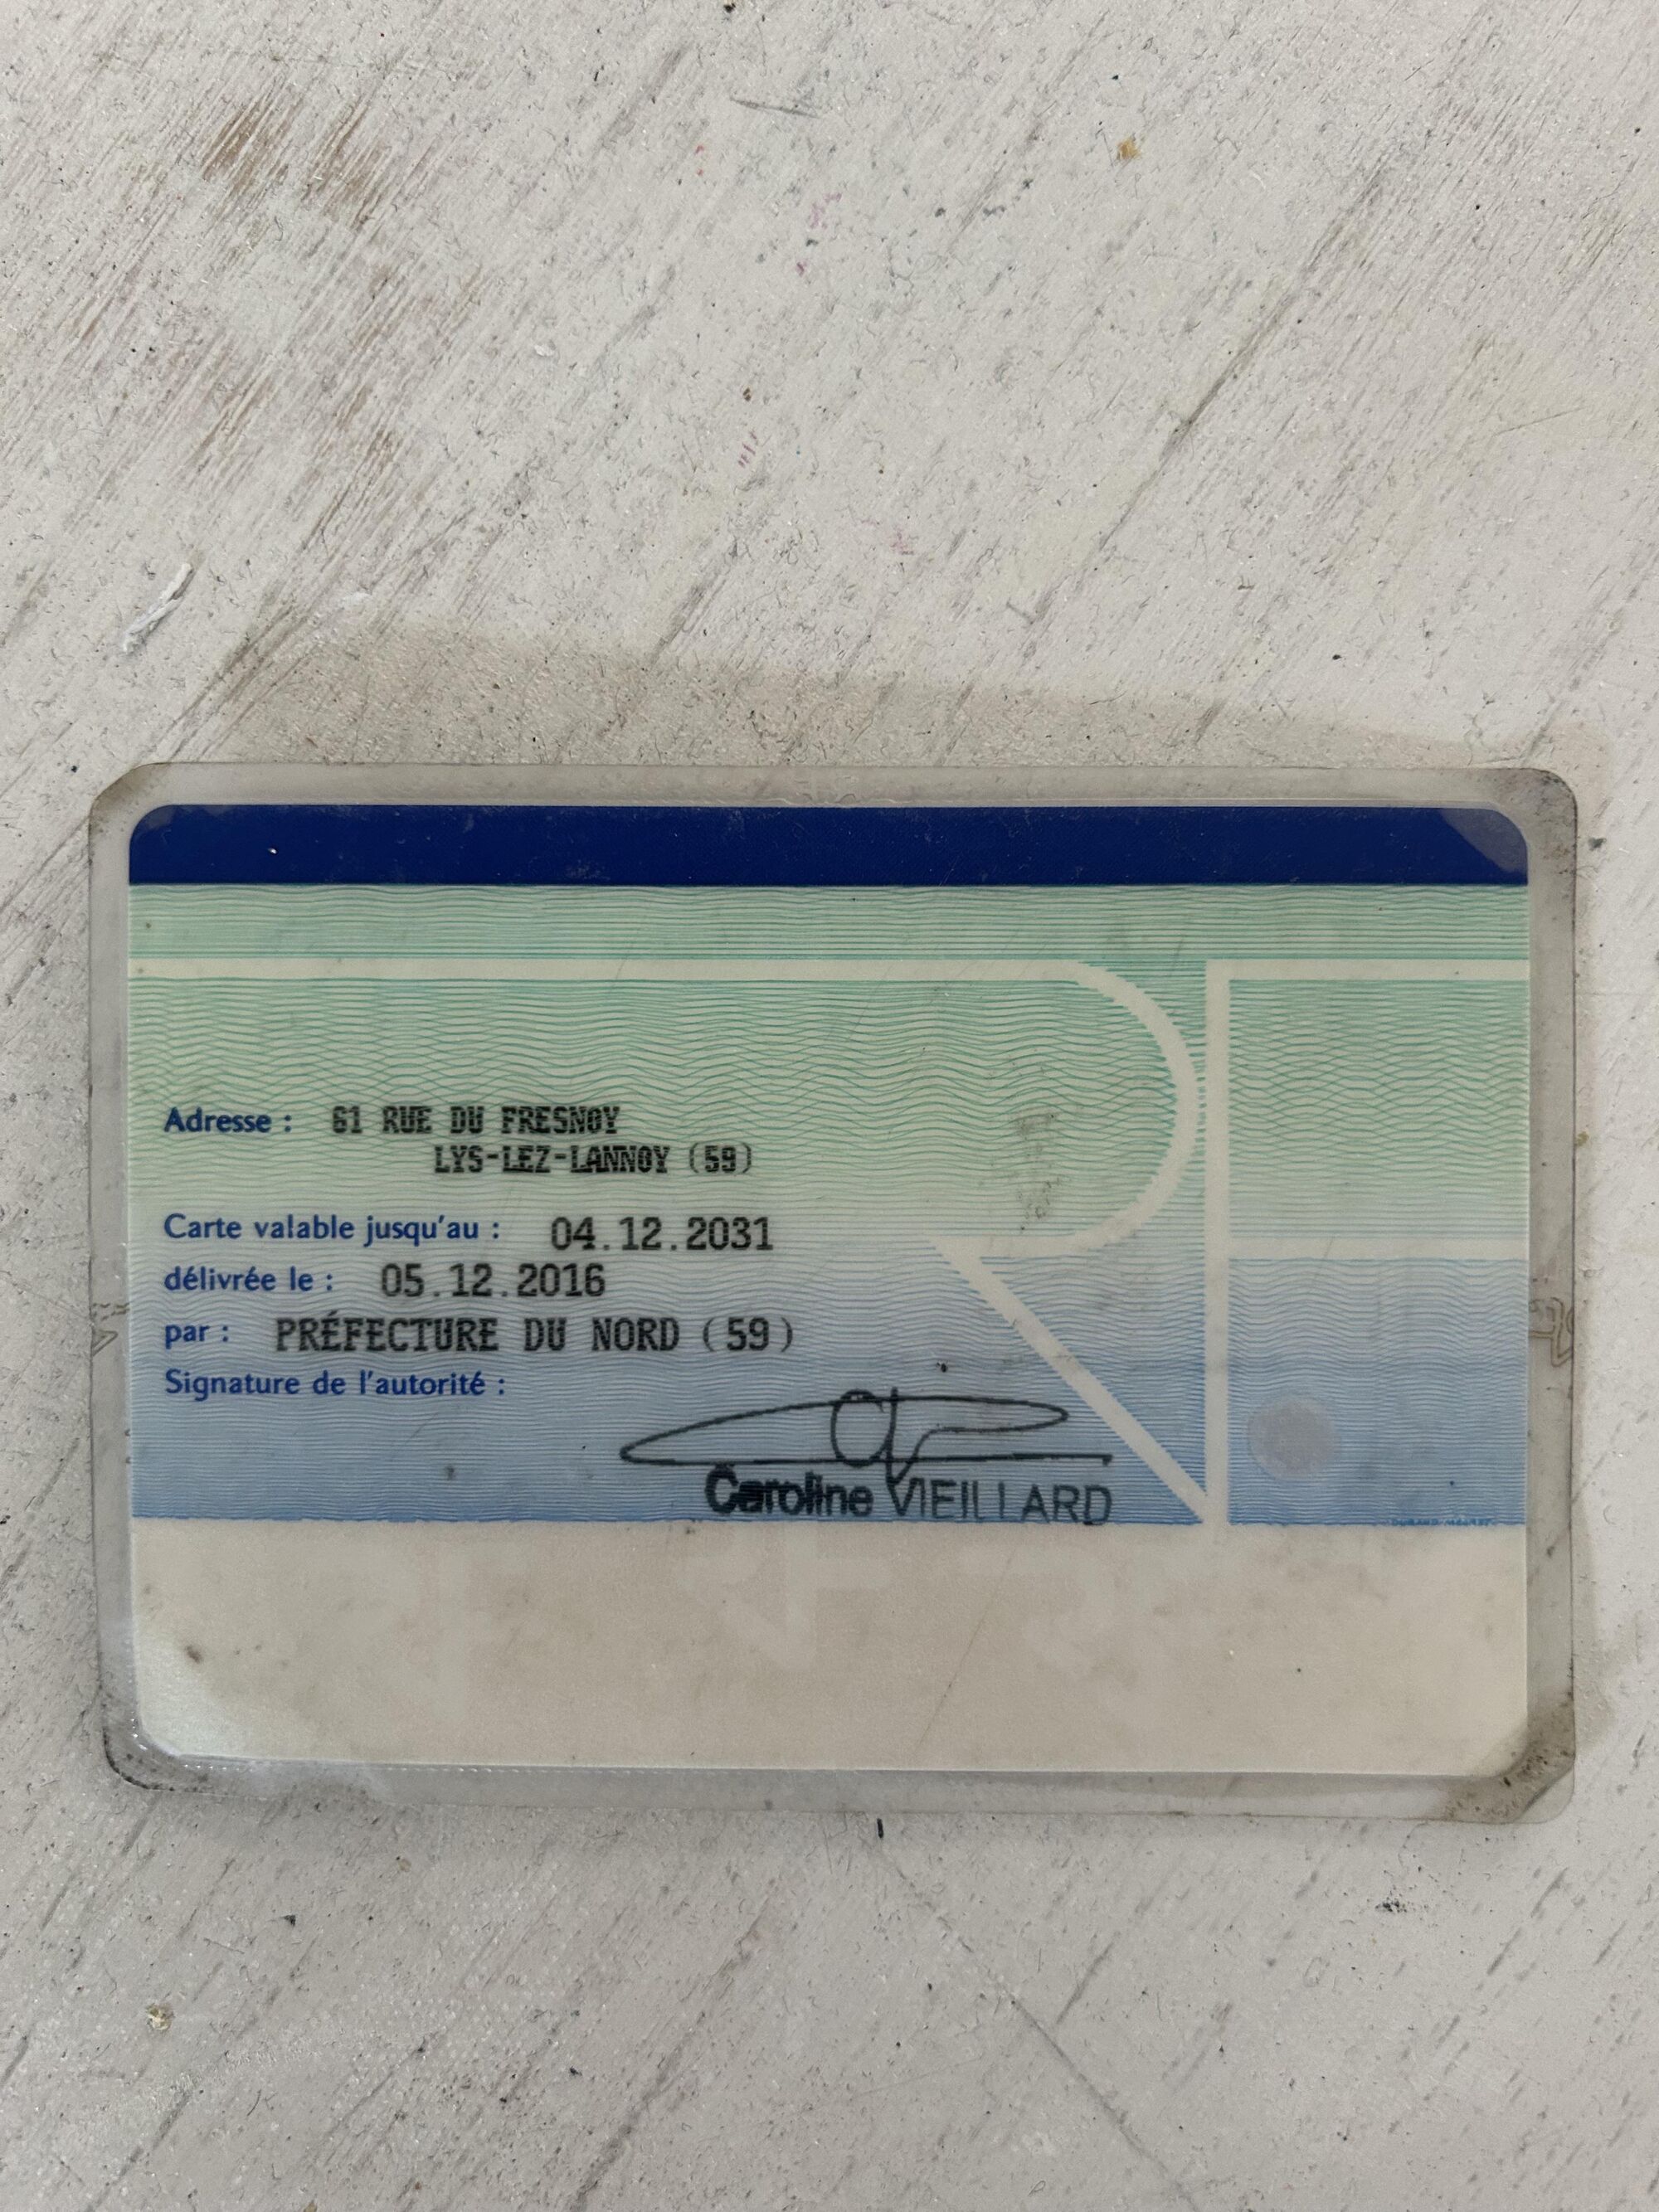 Adresse : 61 RUE DU FRESNOY
LYS-LEZ-LANNOY (59)
Carte valable jusqu'au : 04.12.2031
délivrée le : 05.12.2016
par : PRÉFECTURE DU NORD (59)
Signature de l'autorité :
Caroline VIEILLARD
RF